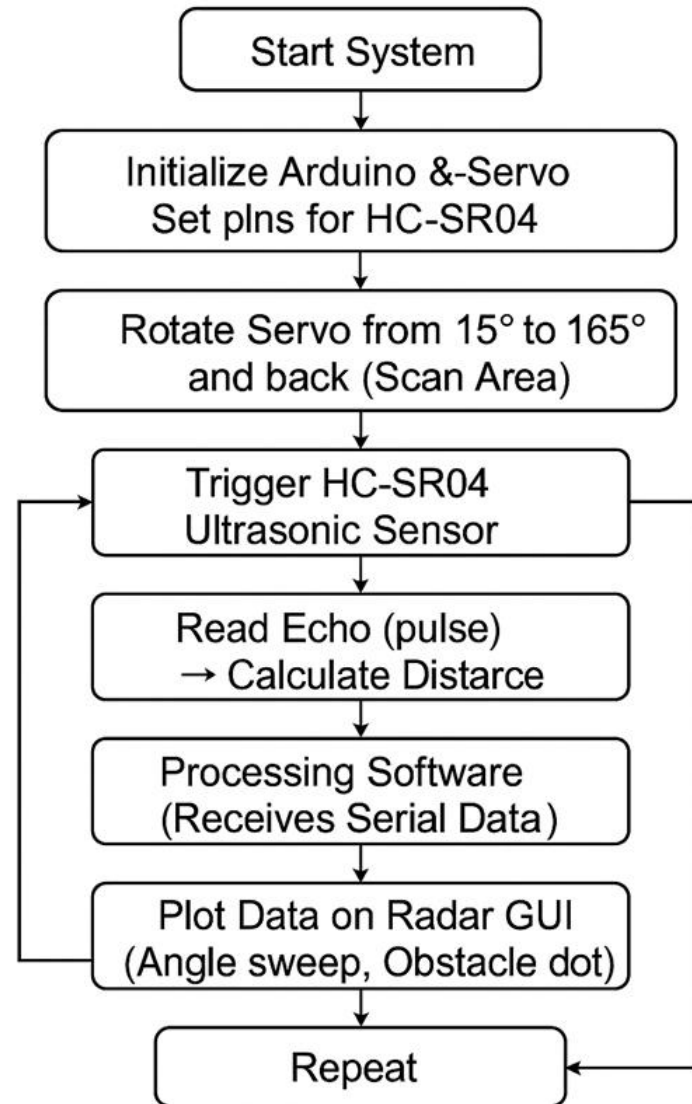 Start System
Initialize Arduino &-Servo
Set plns for HC-SR04
Rotate Servo from 15° to 165°
and back (Scan Area)
Trigger HC-SR04
Ultrasonic Sensor
Read Echo (pulse)
→ Calculate Distarce
Processing Software
(Receives Serial Data)
Plot Data on Radar GUI
(Angle sweep, Obstacle dot)
Repeat